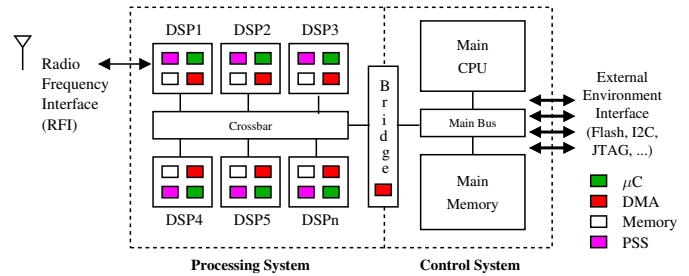 DSP1
DSP2
DSP3
Radio
Frequency
Interface
(RFI)
Crossbar
DSP4
DSP5
DSPn
Bridge
Main
CPU
Main Bus
Main
Memory
External
Environment
Interface
(Flash, I2C,
JTAG, ...)
μC
DMA
Memory
PSS
Processing System
Control System